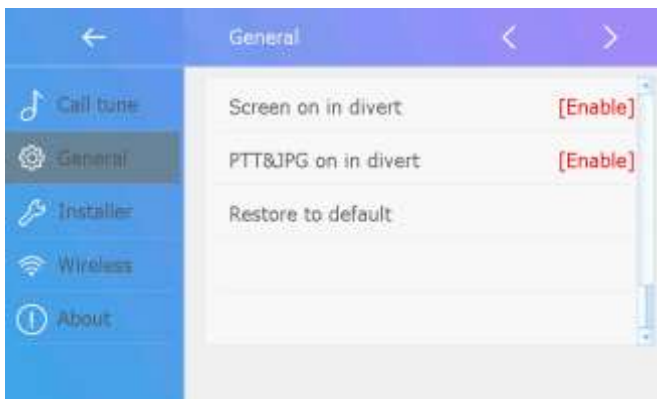 General
Call tune
General
Installer
Wireless
About
Screen on in divert [Enable]
PTT&JPG on in divert [Enable]
Restore to default